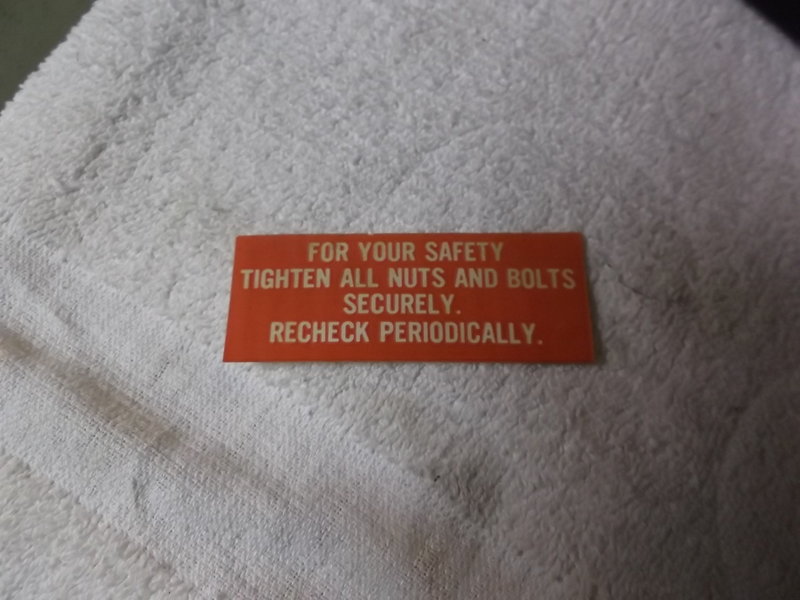 FOR YOUR SAFETY
TIGHTEN ALL NUTS AND BOLTS
SECURELY.
RECHECK PERIODICALLY.